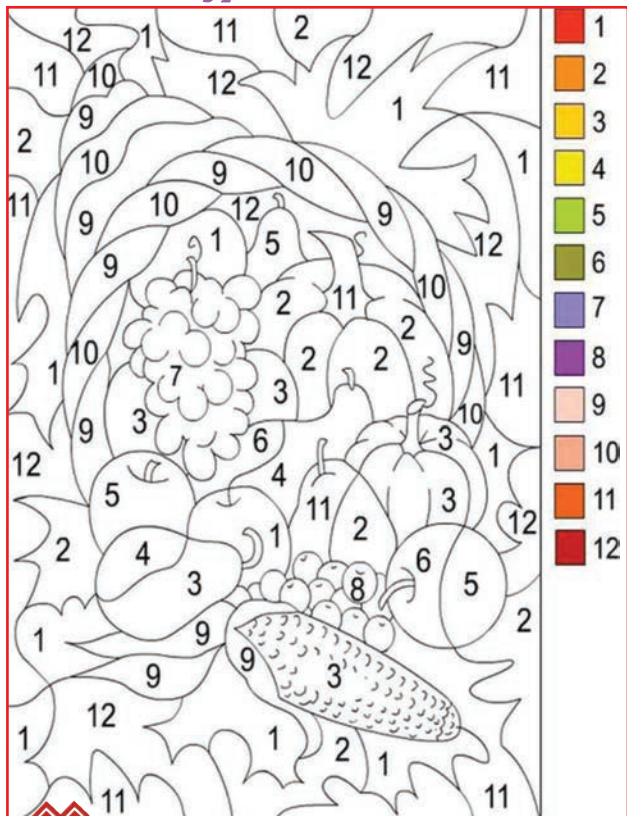 12 1 11 2
11 10 12 12 11
9 1
2 10 9 10 1
11 9 10 12 9
9 1 5 12
2 11 10 2
10 2 2 9
1 7 3 11
9 3 6 3 10
12 4 1
5 11 3 12
2 4 1 2 6
3 8 5
1 9 2
9 9 3
12
1 1 2 1
11 11
1
2
3
4
5
6
7
8
9
10
11
12